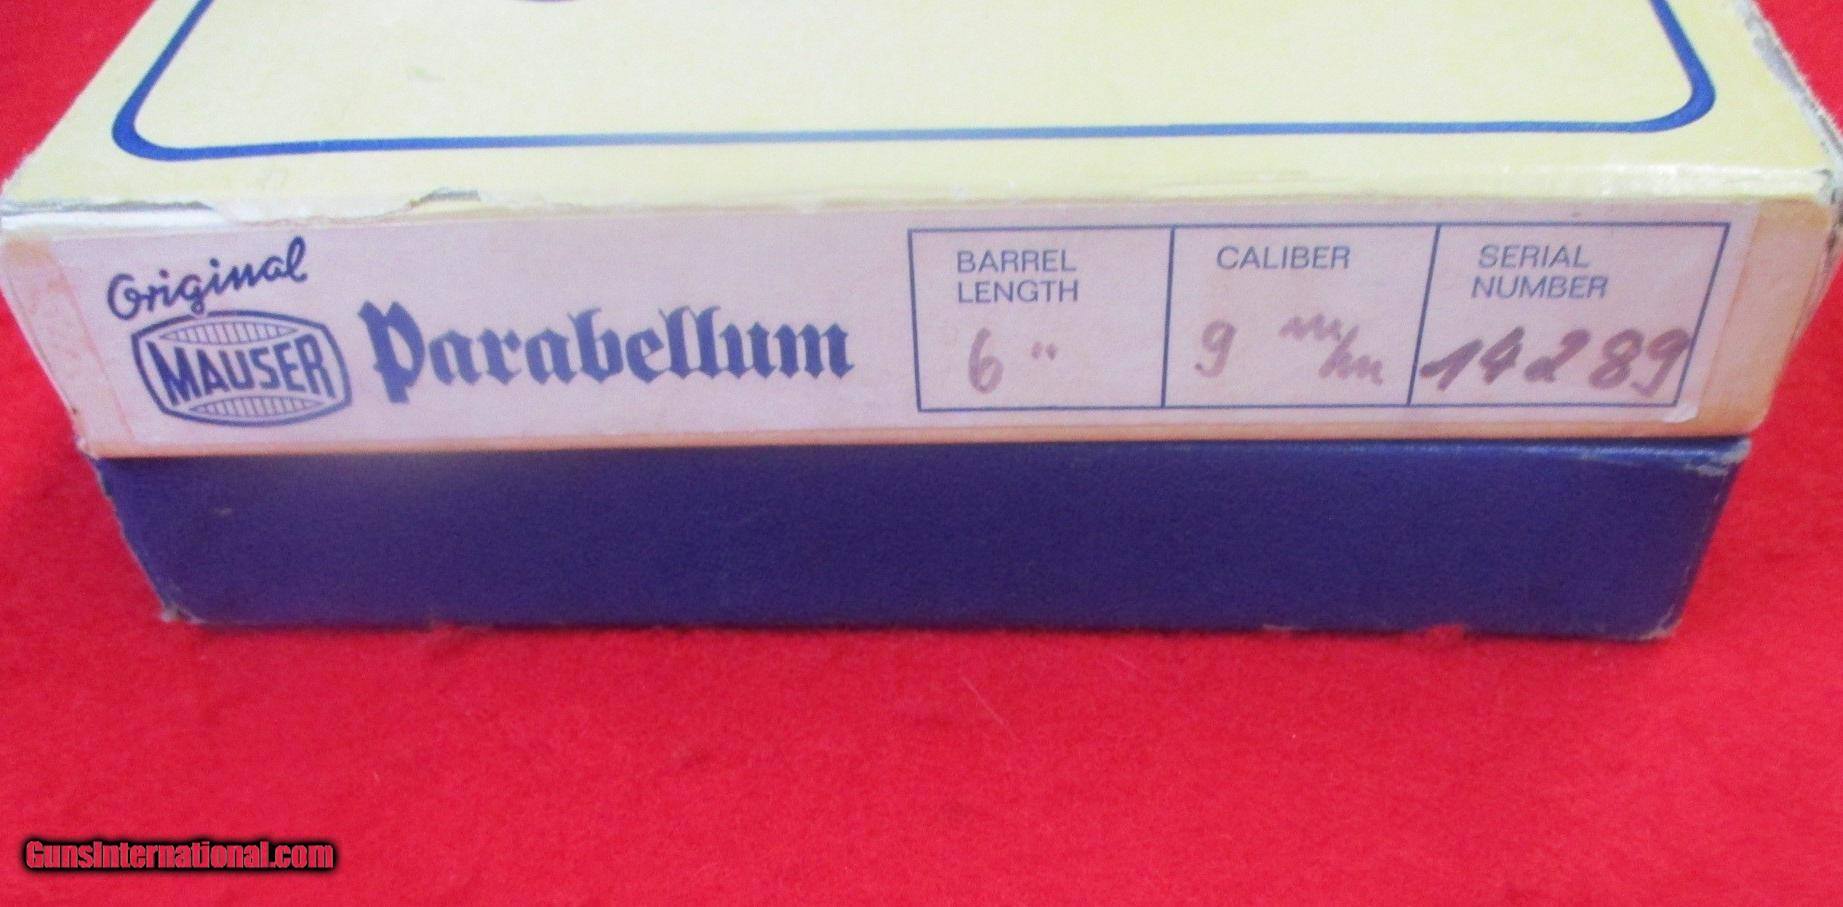 Original
MAUSER
Parabellum
BARREL LENGTH
6"
CALIBER
9 m/m
SERIAL NUMBER
14289
GunsInternational.com